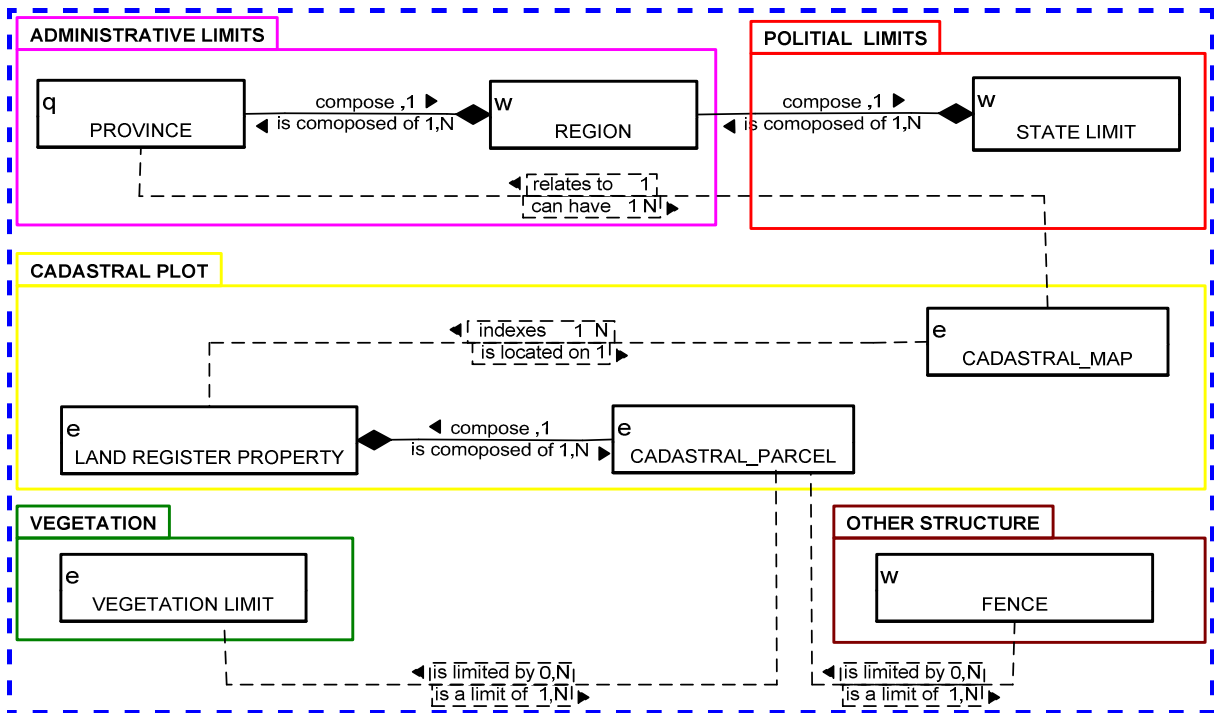 ADMINISTRATIVE LIMITS
POLITIAL LIMITS
q
PROVINCE
compose ,1
is comoposed of 1,N
w
REGION
compose ,1
is comoposed of 1,N
w
STATE LIMIT
relates to 1
can have 1 N
CADASTRAL PLOT
indexes 1 N
is located on 1
e
CADASTRAL_MAP
e
LAND REGISTER PROPERTY
compose ,1
is comoposed of 1,N
e
CADASTRAL_PARCEL
VEGETATION
e
VEGETATION LIMIT
OTHER STRUCTURE
w
FENCE
is limited by 0,N
is a limit of 1,N
is limited by 0,N
is a limit of 1,N